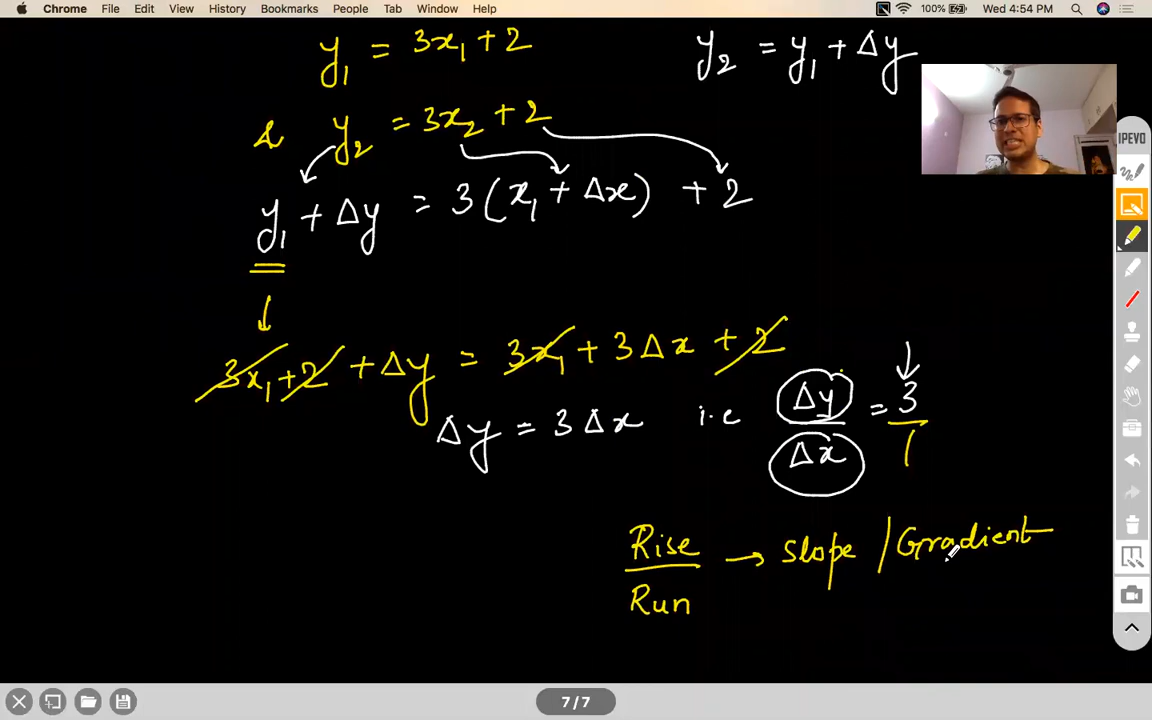 Chrome File Edit View History Bookmarks People Tab Window Help 100% Wed 4:54 PM
y₁ = 3x₁ + 2
y₂ = y₁ + Δy
& y₂ = 3x₂ + 2
y₁ + Δy = 3(x₁ + Δx) + 2
3x₁ + 2 + Δy = 3x₁ + 3Δx + 2
Δy = 3Δx i.e Δy/Δx = 3/1
Rise/Run → Slope / Gradient
IPEVO
7 / 7